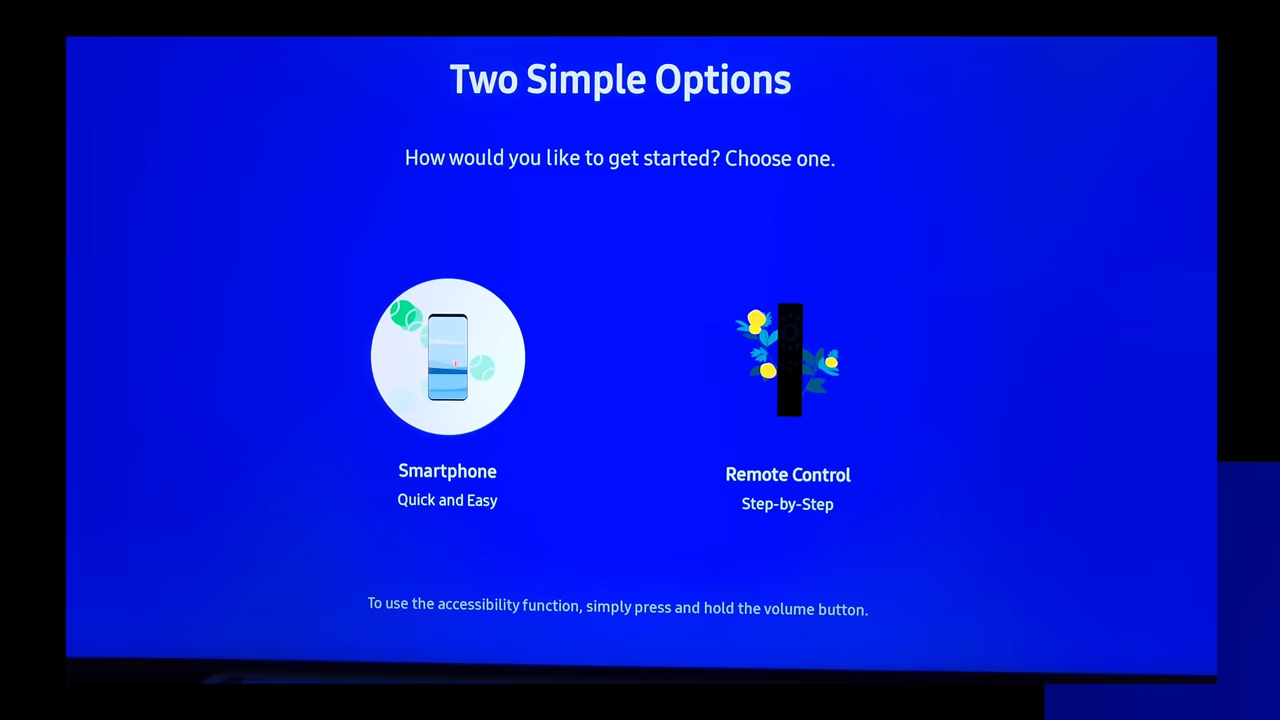 Two Simple Options
How would you like to get started? Choose one.
Smartphone
Quick and Easy
Remote Control
Step-by-Step
To use the accessibility function, simply press and hold the volume button.